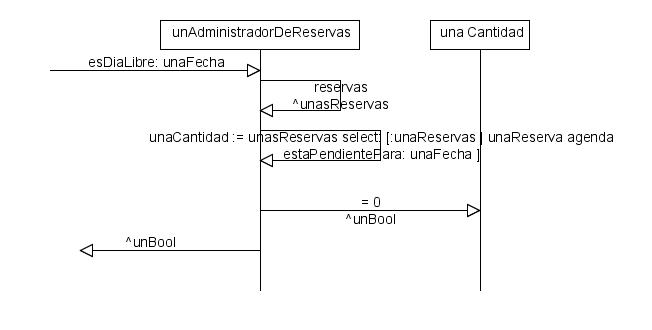 unAdministradorDeReservas
una Cantidad
esDiaLibre: unaFecha
reservas
^unasReservas
unaCantidad := unasReservas select: [:unaReservas | unaReserva agenda
estaPendientePara: unaFecha ]
= 0
^unBool
^unBool